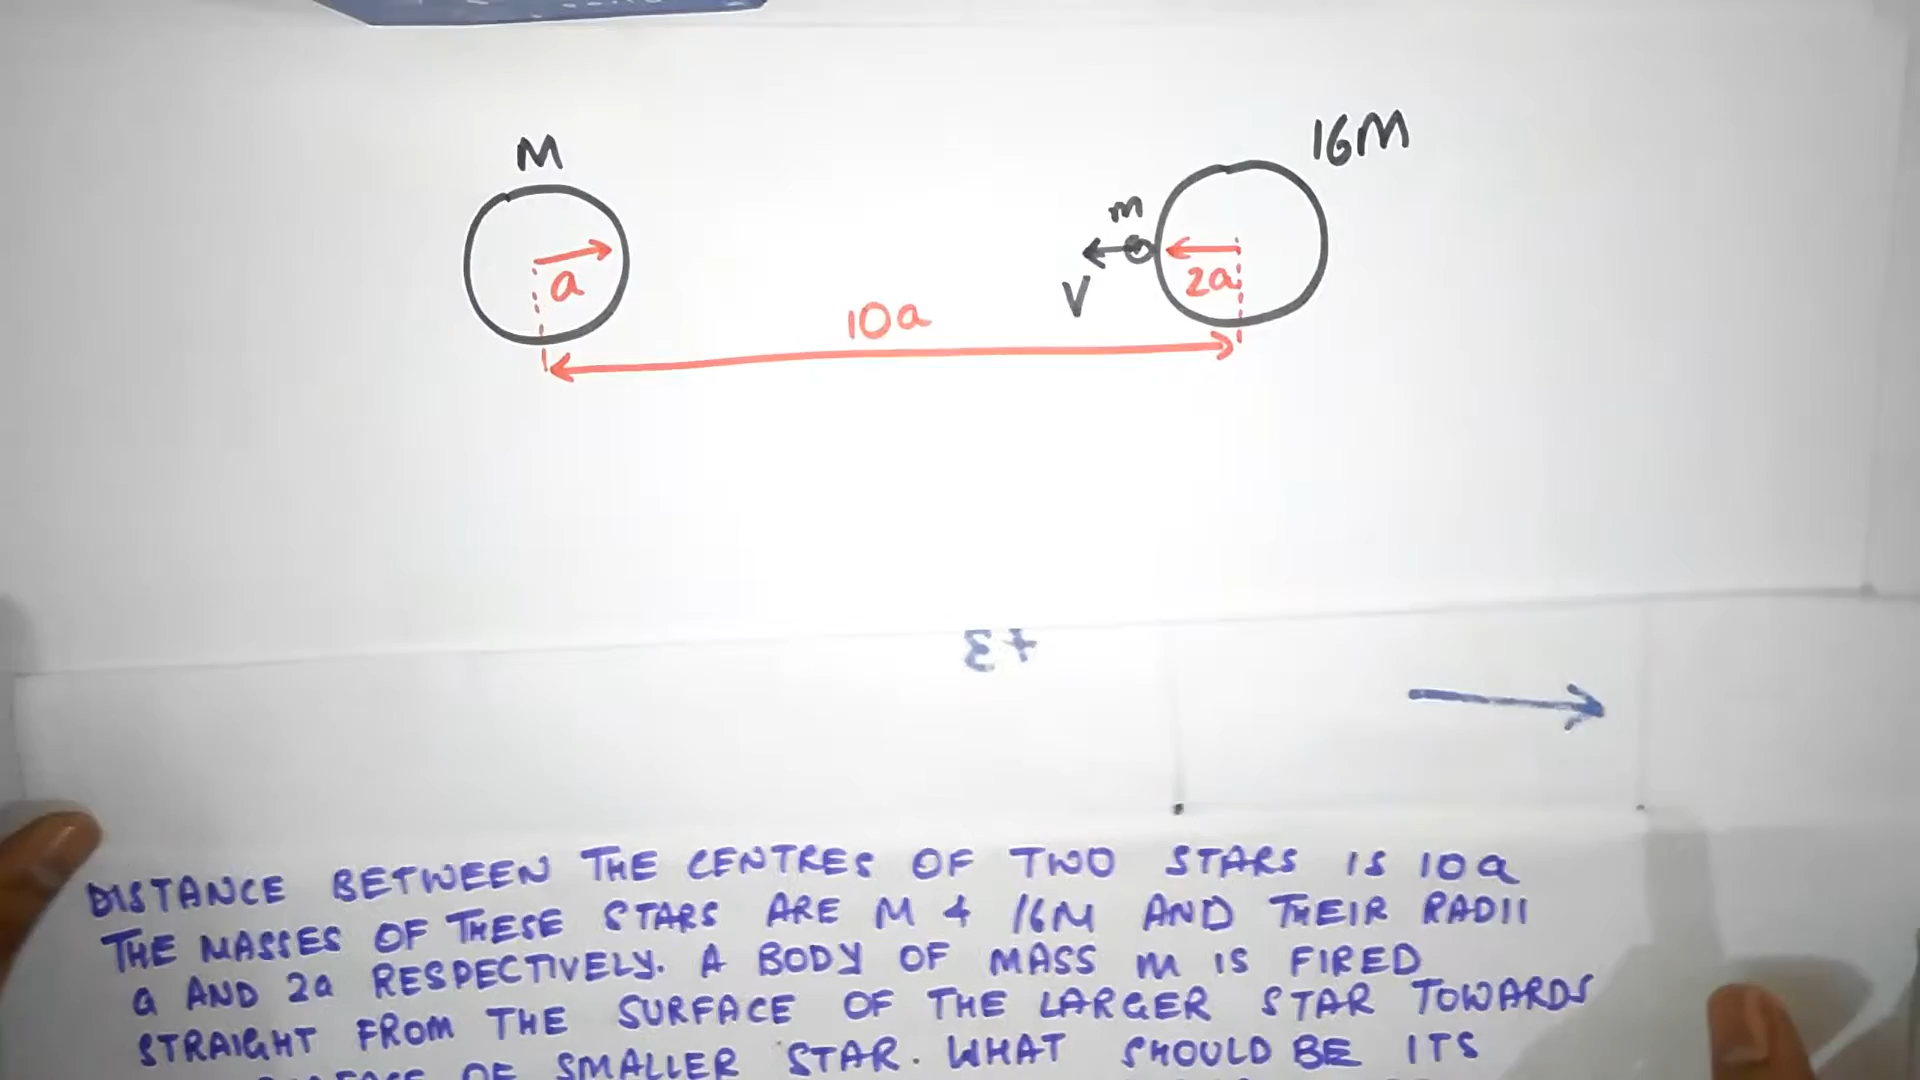 M
16M
m
a
2a
V
10a
DISTANCE BETWEEN THE CENTRES OF TWO STARS IS 10a
THE MASSES OF THESE STARS ARE M & 16M AND THEIR RADII
a AND 2a RESPECTIVELY. A BODY OF MASS m IS FIRED
STRAIGHT FROM THE SURFACE OF THE LARGER STAR TOWARDS
OF SMALLER STAR. WHAT SHOULD BE ITS